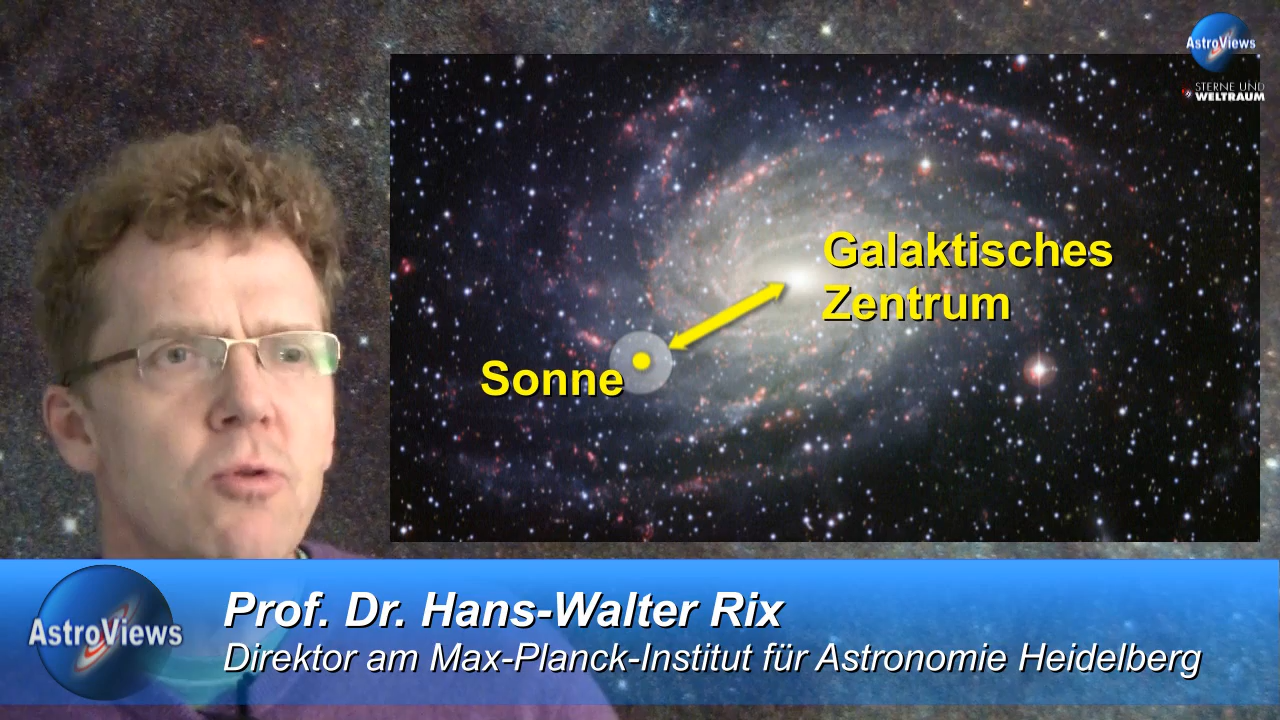 AstroViews
STERNE UND
WELTRAUM
Galaktisches
Zentrum
Sonne
AstroViews
Prof. Dr. Hans-Walter Rix
Direktor am Max-Planck-Institut für Astronomie Heidelberg